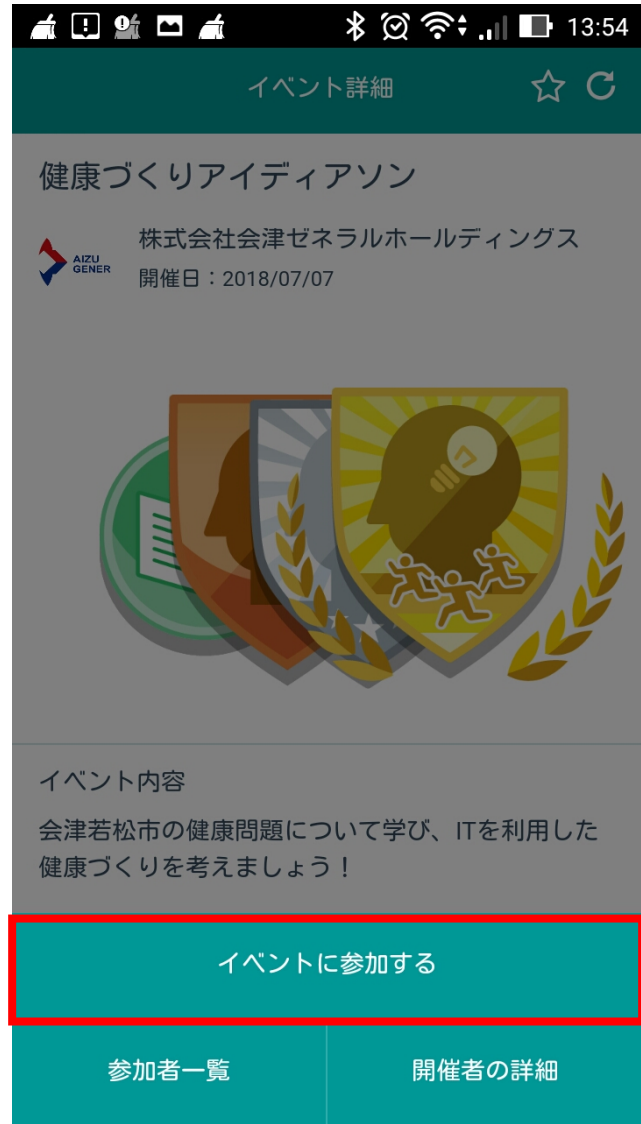 13:54
イベント詳細
健康づくりアイディアソン
AIZU
GENER
株式会社会津ゼネラルホールディングス
開催日：2018/07/07
イベント内容
会津若松市の健康問題について学び、ITを利用した
健康づくりを考えましょう！
イベントに参加する
参加者一覧
開催者の詳細